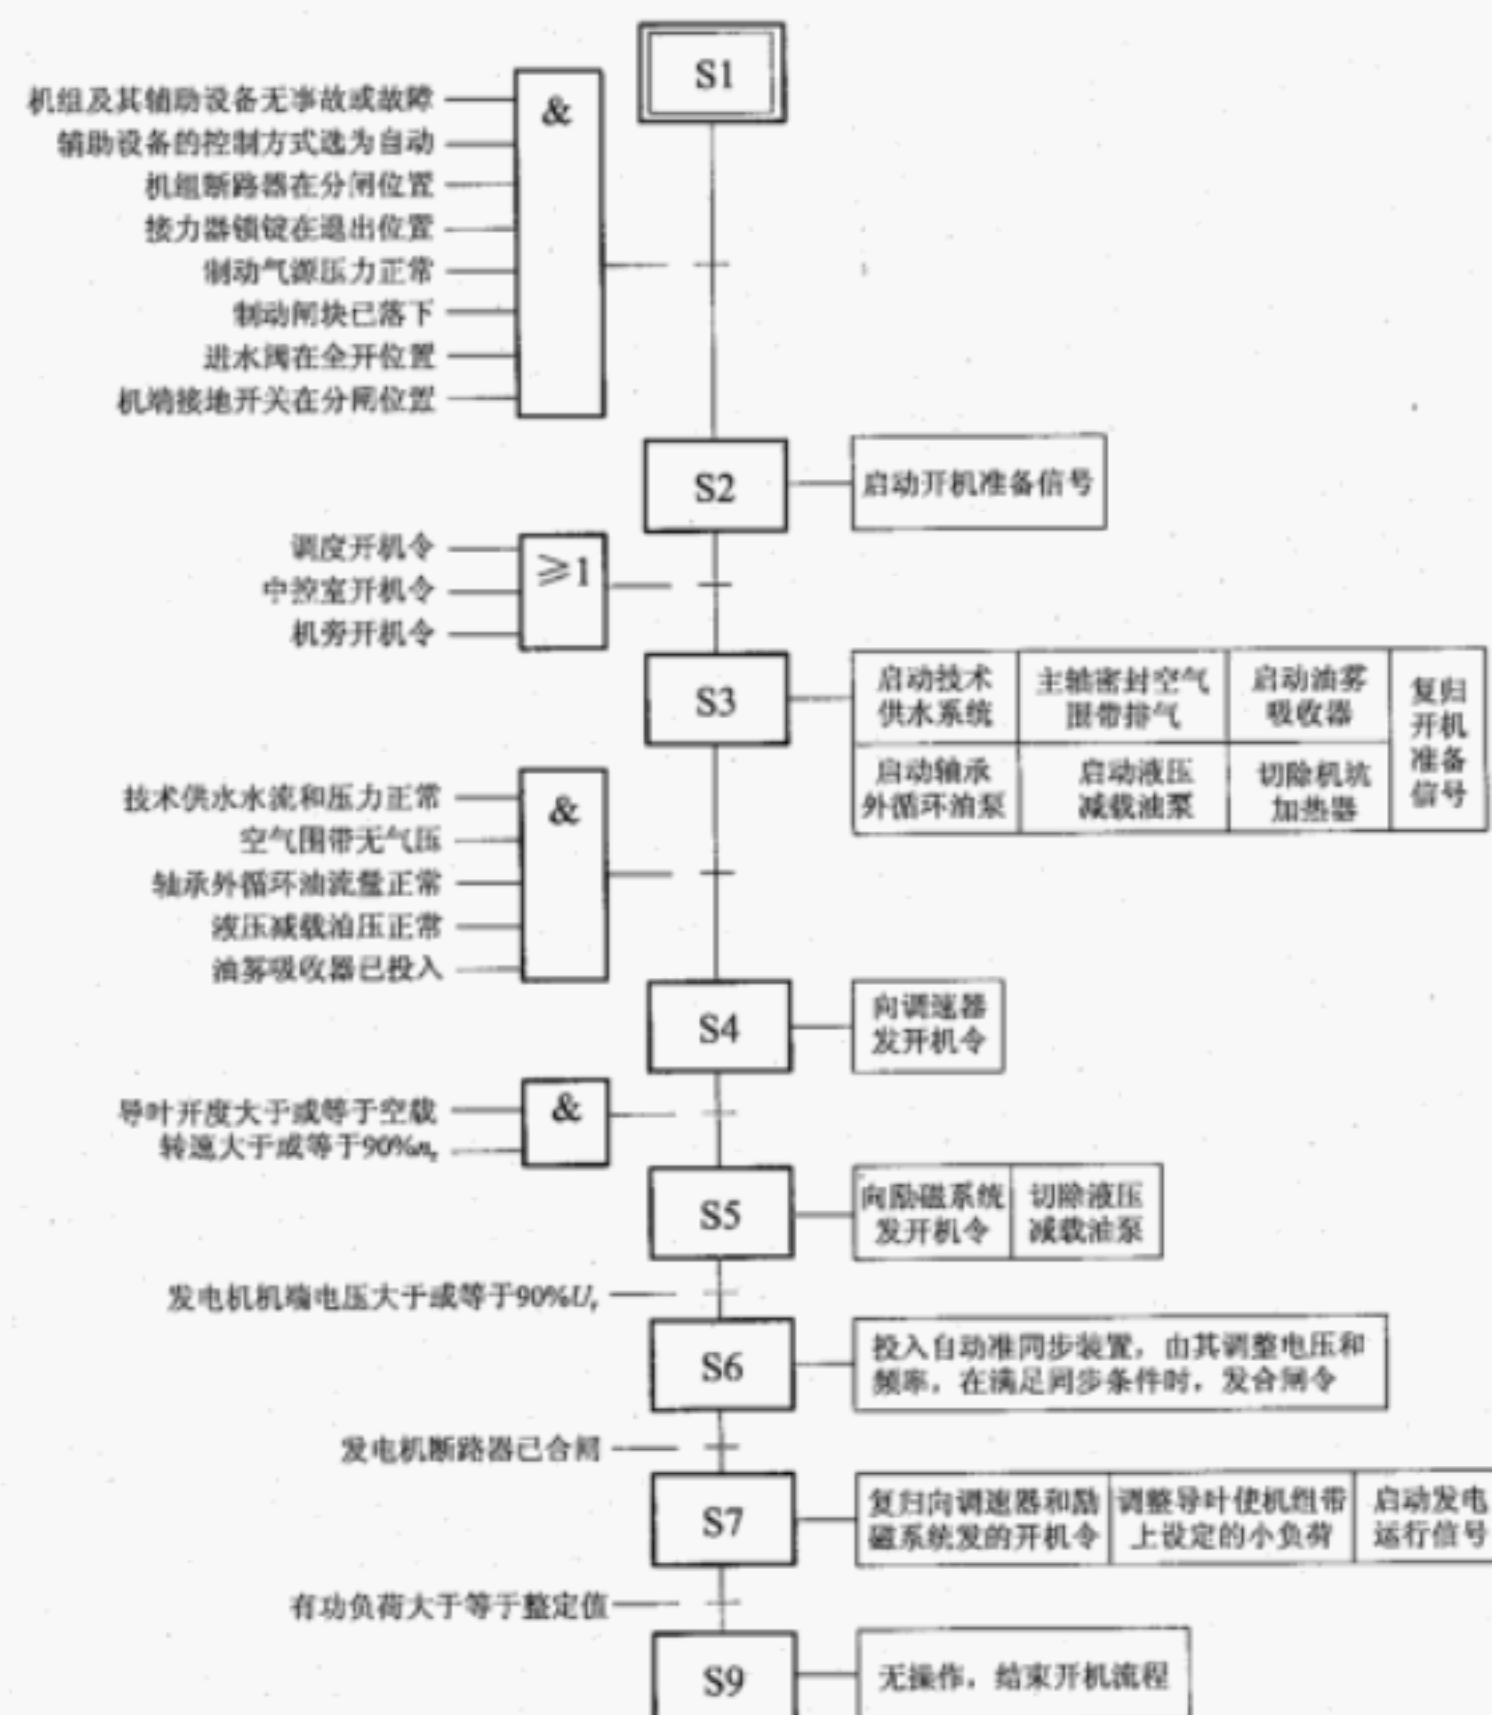 S1
&
机组及其辅助设备无事故或故障
辅助设备的控制方式选为自动
机组断路器在分闸位置
接力器锁锭在退出位置
制动气源压力正常
制动闸块已落下
进水阀在全开位置
机端接地开关在分闸位置
S2
启动开机准备信号
≥1
调度开机令
中控室开机令
机旁开机令
S3
启动技术
供水系统
主轴密封空气
围带排气
启动油雾
吸收器
复归
开机
准备
信号
启动轴承
外循环油泵
启动液压
减载油泵
切除机坑
加热器
&
技术供水水流和压力正常
空气围带无气压
轴承外循环油流量正常
液压减载油压正常
油雾吸收器已投入
S4
向调速器
发开机令
&
导叶开度大于或等于空载
转速大于或等于90%nr
S5
向励磁系统
发开机令
切除液压
减载油泵
发电机机端电压大于或等于90%Ur
S6
投入自动准同步装置，由其调整电压和
频率，在满足同步条件时，发合闸令
发电机断路器已合闸
S7
复归向调速器和励
磁系统发的开机令
调整导叶使机组带
上设定的小负荷
启动发电
运行信号
有功负荷大于等于整定值
S9
无操作，结束开机流程